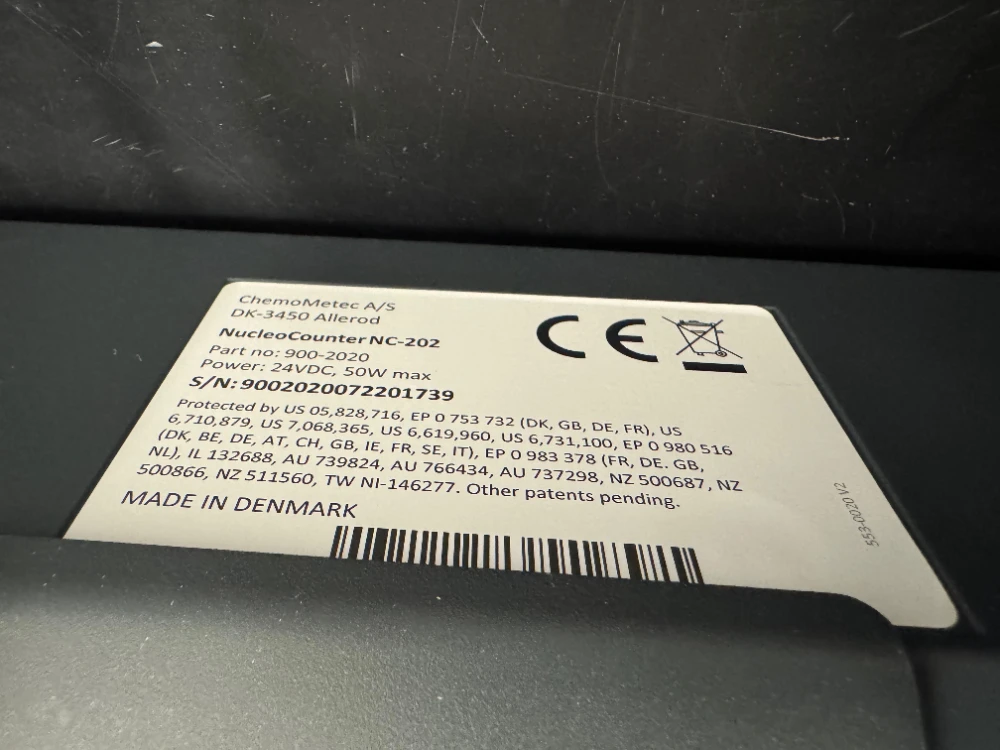 ChemoMetec A/S
DK-3450 Allerod
NucleoCounter NC-202
Part no: 900-2020
Power: 24VDC, 50W max
S/N: 9002020072201739
Protected by US 05,828,716, EP 0 753 732 (DK, GB, DE, FR), US
6,710,879, US 7,068,365, US 6,619,960, US 6,731,100, EP 0 980 516
(DK, BE, DE, AT, CH, GB, IE, FR, SE, IT), EP 0 983 378 (FR, DE. GB,
NL), IL 132688, AU 739824, AU 766434, AU 737298, NZ 500687, NZ
500866, NZ 511560, TW NI-146277. Other patents pending.
MADE IN DENMARK
CE
553-0020 V2